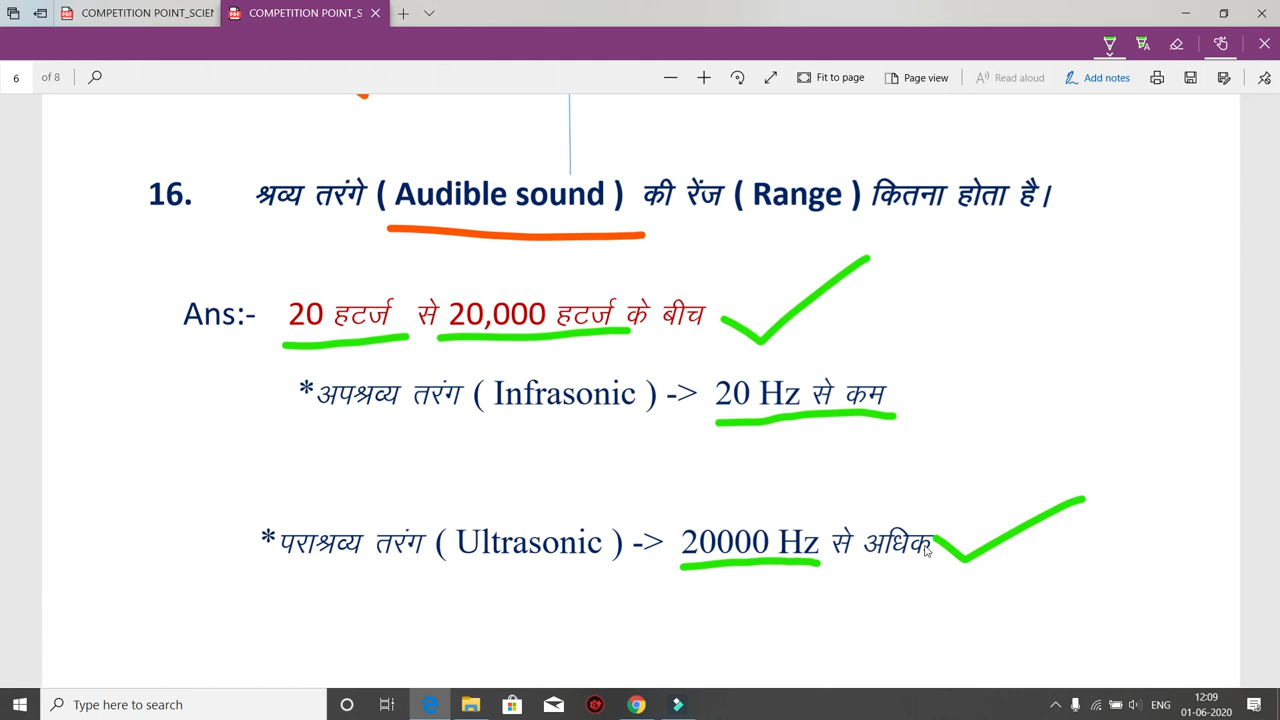 COMPETITION POINT_SCIEN
COMPETITION POINT_S
6 of 8
Fit to page
Page view
Read aloud
Add notes
16. श्रव्य तरंगे ( Audible sound ) की रेंज ( Range ) कितना होता है।
Ans:- 20 हटर्ज से 20,000 हटर्ज के बीच
*अपश्रव्य तरंग ( Infrasonic ) -> 20 Hz से कम
*पराश्रव्य तरंग ( Ultrasonic ) -> 20000 Hz से अधिक
Type here to search
ENG
12:09
01-06-2020